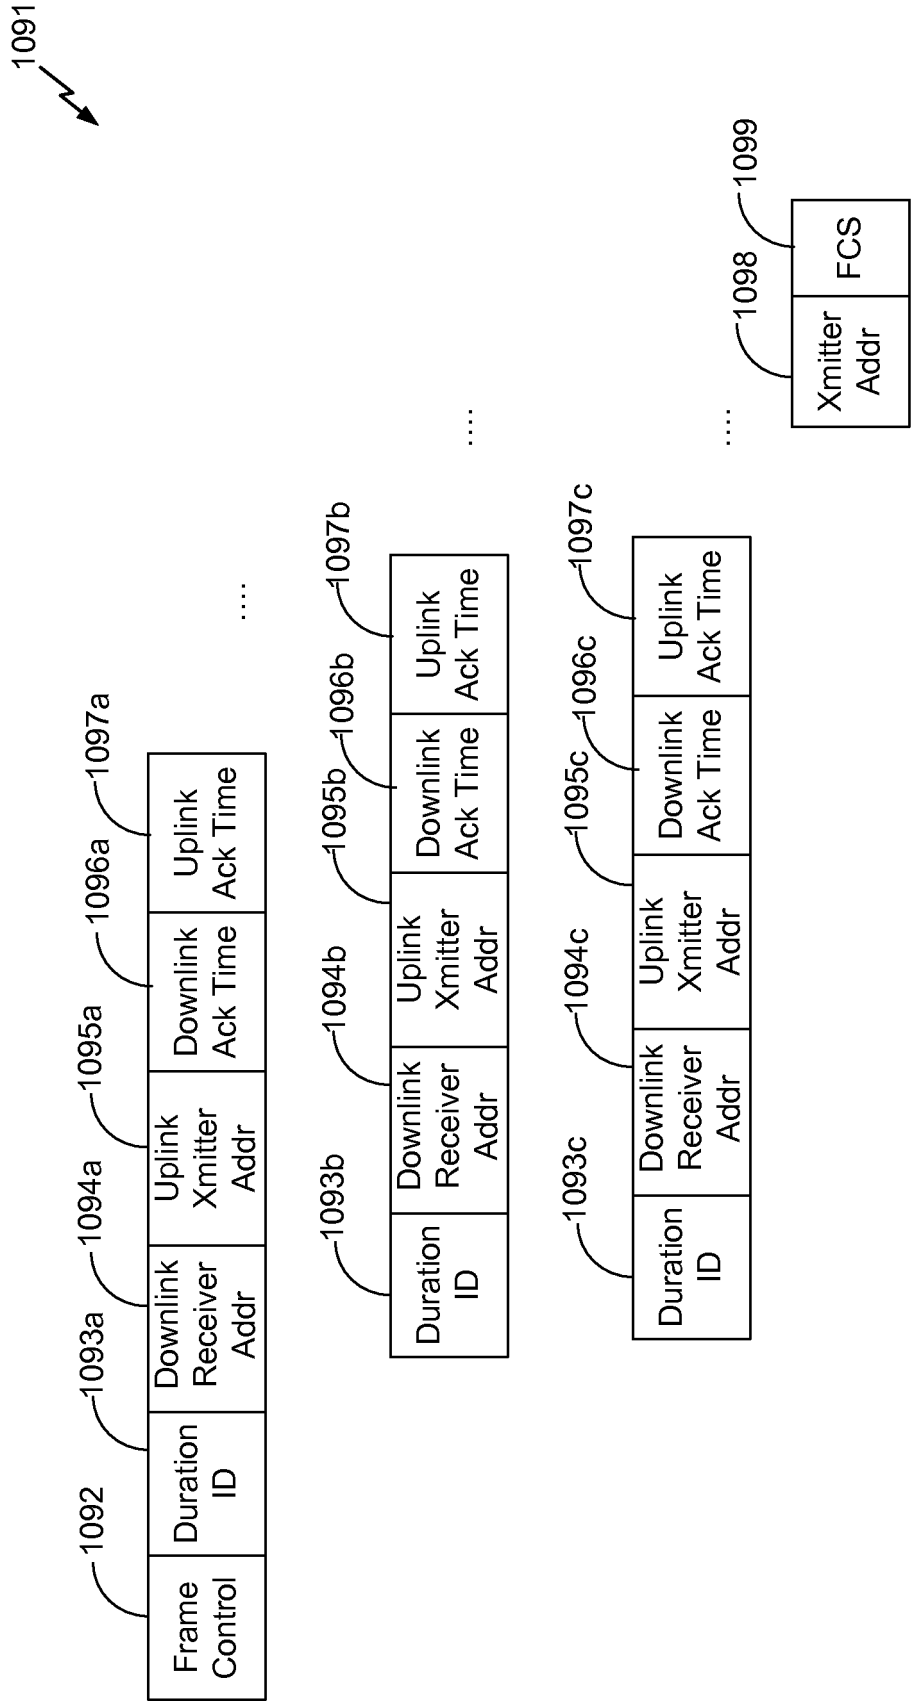 1091
1092
1093a
1094a
1095a
1096a
1097a
Frame
Control
Duration
ID
Downlink
Receiver
Addr
Uplink
Xmitter
Addr
Downlink
Ack Time
Uplink
Ack Time
....
1093b
1094b
1095b
1096b
1097b
Duration
ID
Downlink
Receiver
Addr
Uplink
Xmitter
Addr
Downlink
Ack Time
Uplink
Ack Time
....
1093c
1094c
1095c
1096c
1097c
Duration
ID
Downlink
Receiver
Addr
Uplink
Xmitter
Addr
Downlink
Ack Time
Uplink
Ack Time
....
1098
1099
Xmitter
Addr
FCS